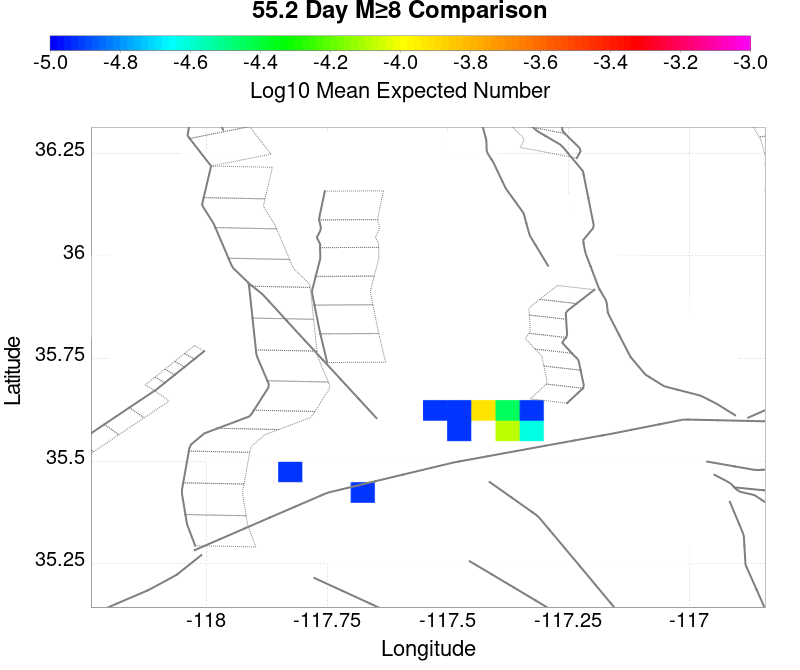 55.2 Day M≥8 Comparison
-5.0 -4.8 -4.6 -4.4 -4.2 -4.0 -3.8 -3.6 -3.4 -3.2 -3.0
Log10 Mean Expected Number
36.25
36
35.75
35.5
35.25
Latitude
-118 -117.75 -117.5 -117.25 -117
Longitude